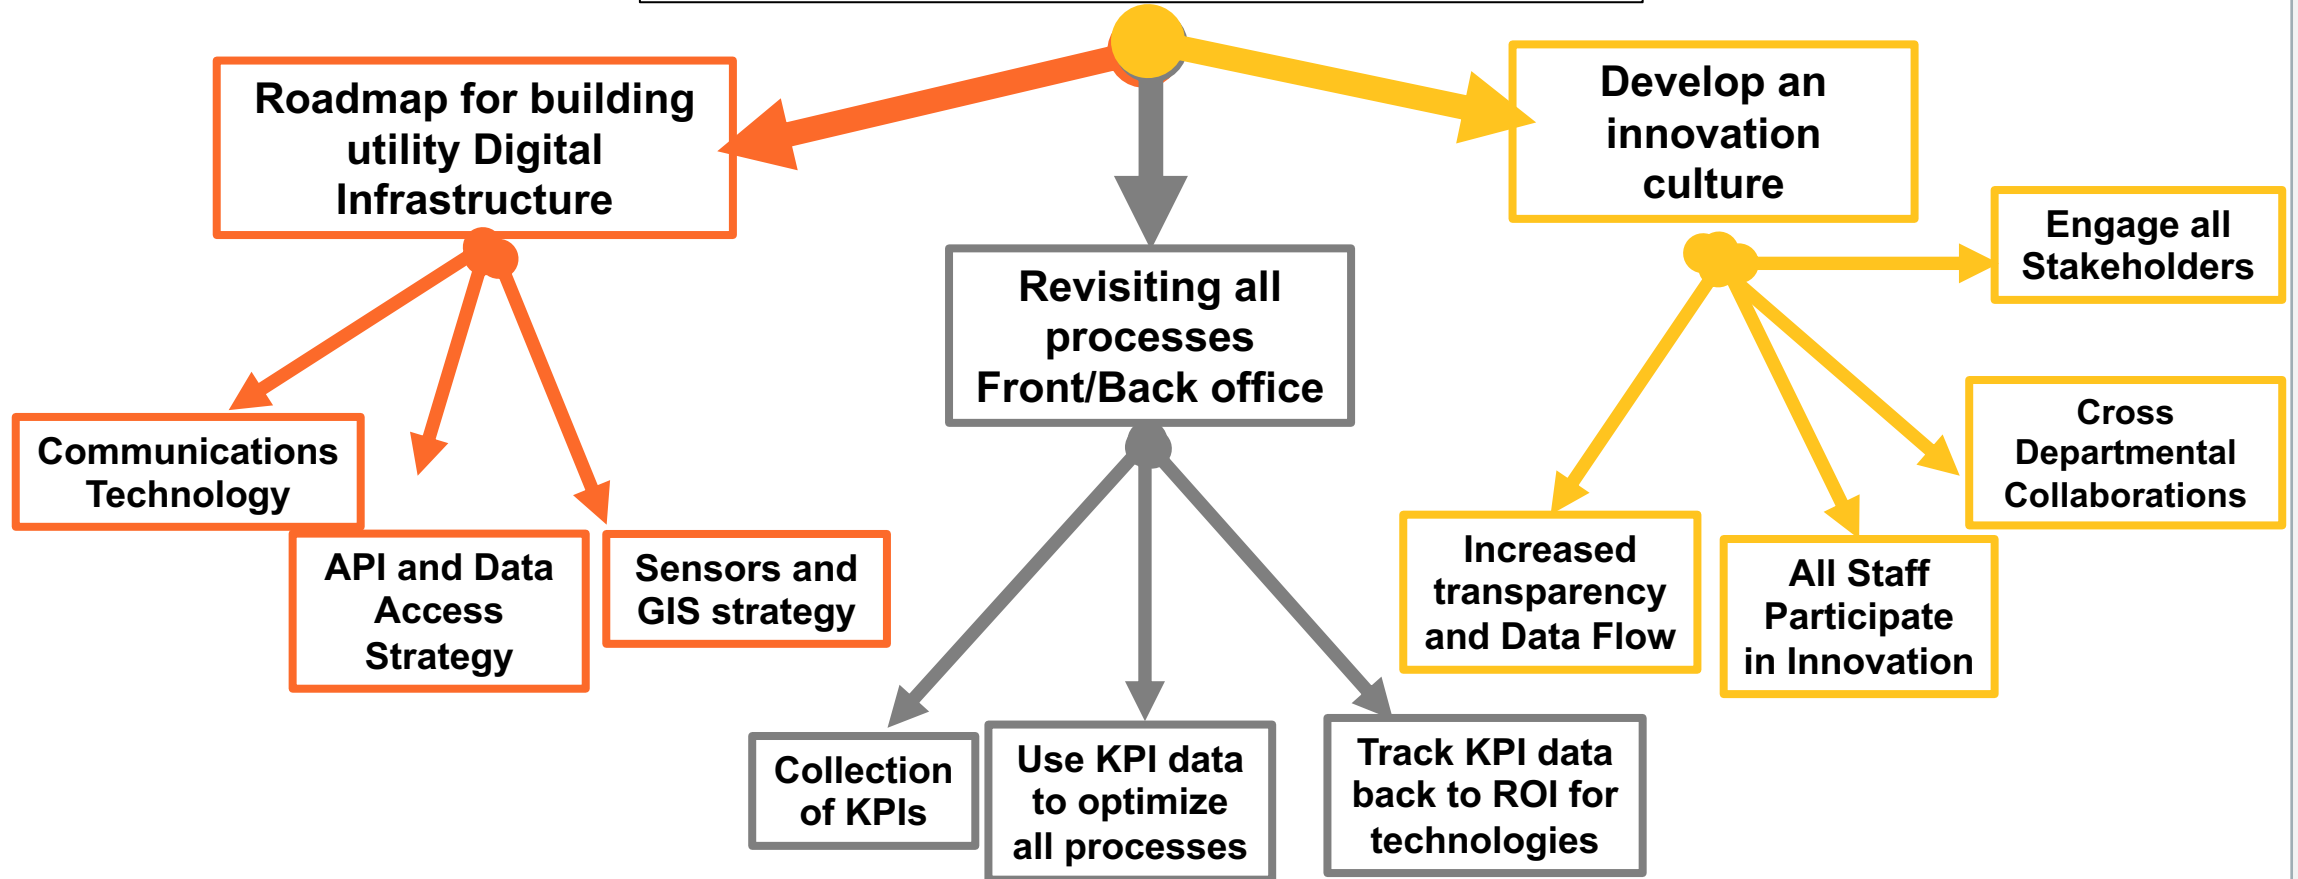 Roadmap for building
utility Digital
Infrastructure
Develop an
innovation
culture
Engage all
Stakeholders
Revisiting all
processes
Front/Back office
Cross
Departmental
Collaborations
Communications
Technology
API and Data
Access
Strategy
Sensors and
GIS strategy
Increased
transparency
and Data Flow
All Staff
Participate
in Innovation
Collection
of KPIs
Use KPI data
to optimize
all processes
Track KPI data
back to ROI for
technologies